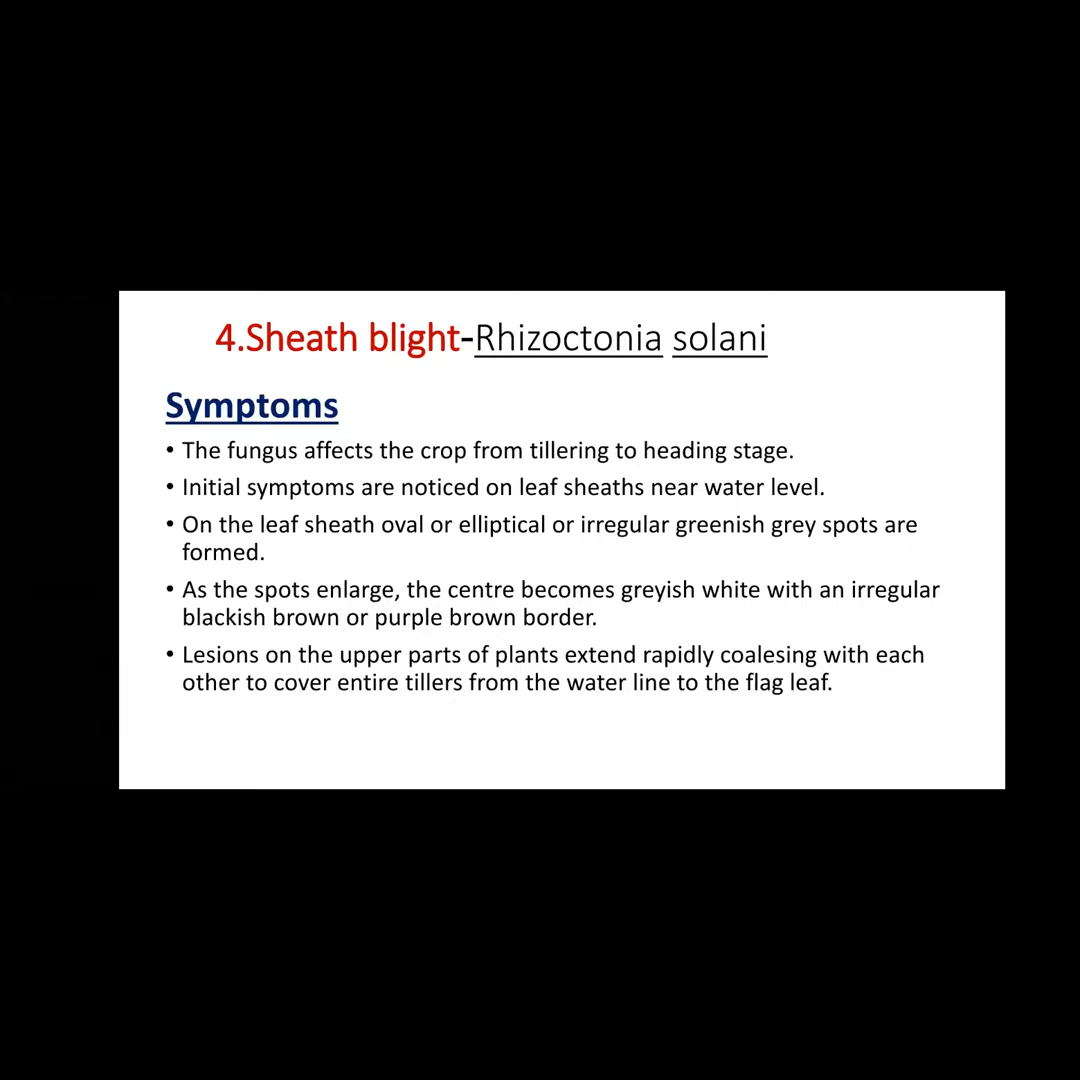 4.Sheath blight-Rhizoctonia solani
Symptoms
• The fungus affects the crop from tillering to heading stage.
• Initial symptoms are noticed on leaf sheaths near water level.
• On the leaf sheath oval or elliptical or irregular greenish grey spots are
formed.
• As the spots enlarge, the centre becomes greyish white with an irregular
blackish brown or purple brown border.
• Lesions on the upper parts of plants extend rapidly coalesing with each
other to cover entire tillers from the water line to the flag leaf.